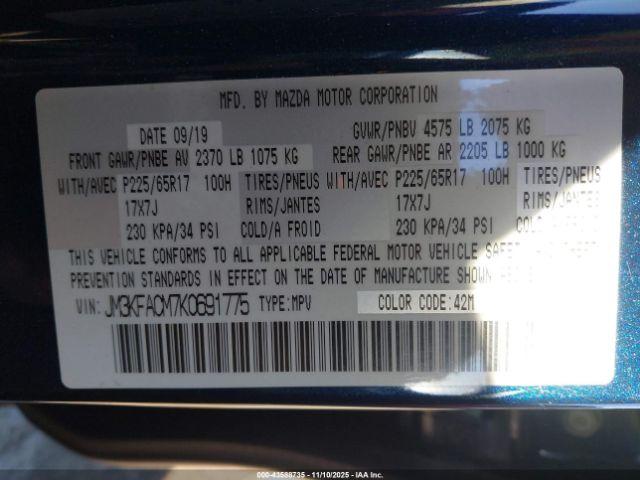 MFD. BY MAZDA MOTOR CORPORATION
DATE 09/19 GVWR/PNBV 4575 LB 2075 KG
FRONT GAWR/PNBE AV 2370 LB 1075 KG REAR GAWR/PNBE AR 2205 LB 1000 KG
WITH/AVEC P225/65R17 100H TIRES/PNEUS WITH/AVEC P225/65R17 100H TIRES/PNEUS
17X7J RIMS/JANTES 17X7J RIMS/JANTES
230 KPA/34 PSI COLD/A FROID 230 KPA/34 PSI COLD/A FROID
THIS VEHICLE CONFORMS TO ALL APPLICABLE FEDERAL MOTOR VEHICLE
PREVENTION STANDARDS IN EFFECT ON THE DATE OF MANUFACTURE SHOWN
VIN: JM3KFACM7K0691775 TYPE:MPV COLOR CODE:42M
000-43588735 - 11/10/2025 - IAA Inc.